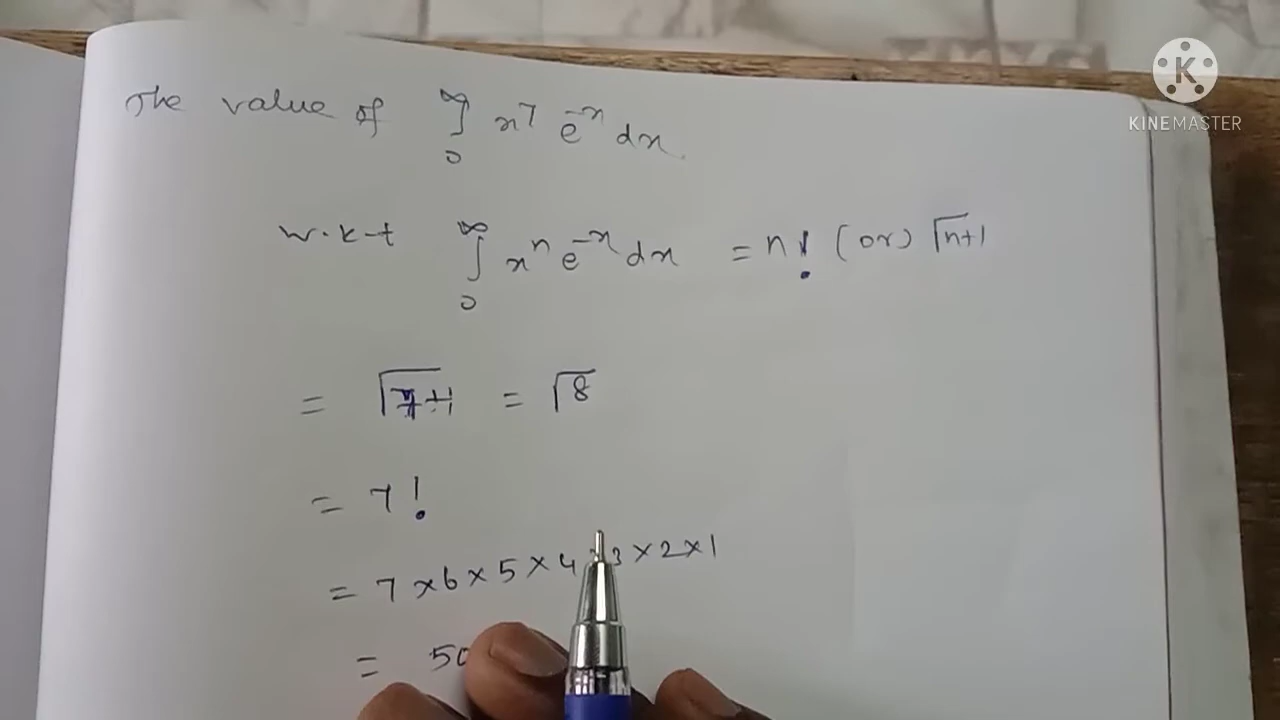 K
KINEMASTER
The value of ∫₀^∞ x⁷ e⁻ˣ dx.
w.k.t ∫₀^∞ xⁿ e⁻ˣ dx = n! (or) Γn+1
= Γ7+1 = Γ8
= 7!
= 7 × 6 × 5 × 4 × 3 × 2 × 1
= 50